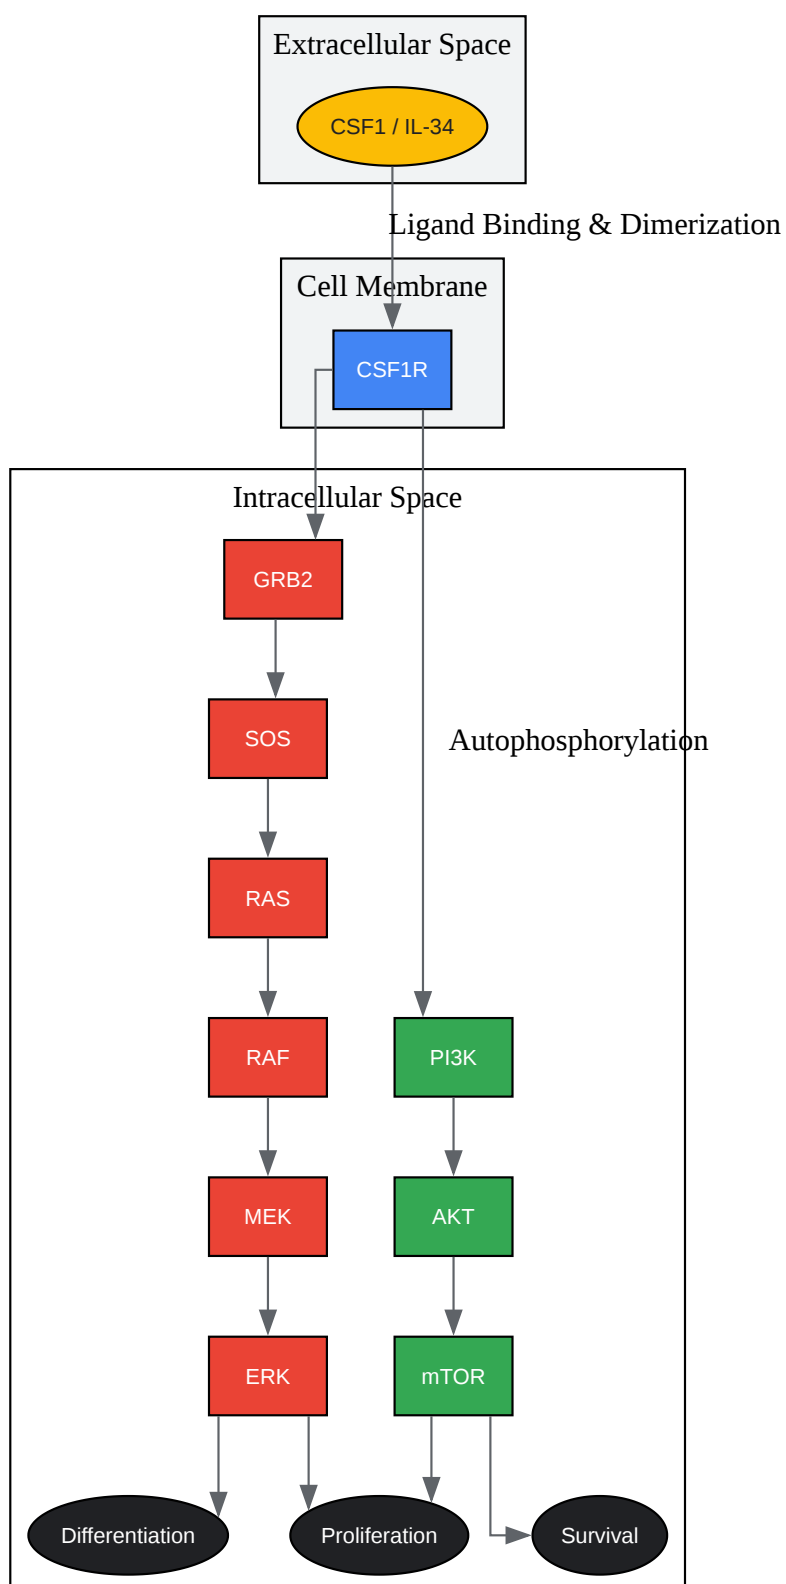 Extracellular Space
CSF1 / IL-34
Ligand Binding & Dimerization
Cell Membrane
CSF1R
Intracellular Space
GRB2
SOS
Autophosphorylation
RAS
RAF
PI3K
MEK
AKT
ERK
mTOR
Differentiation
Proliferation
Survival